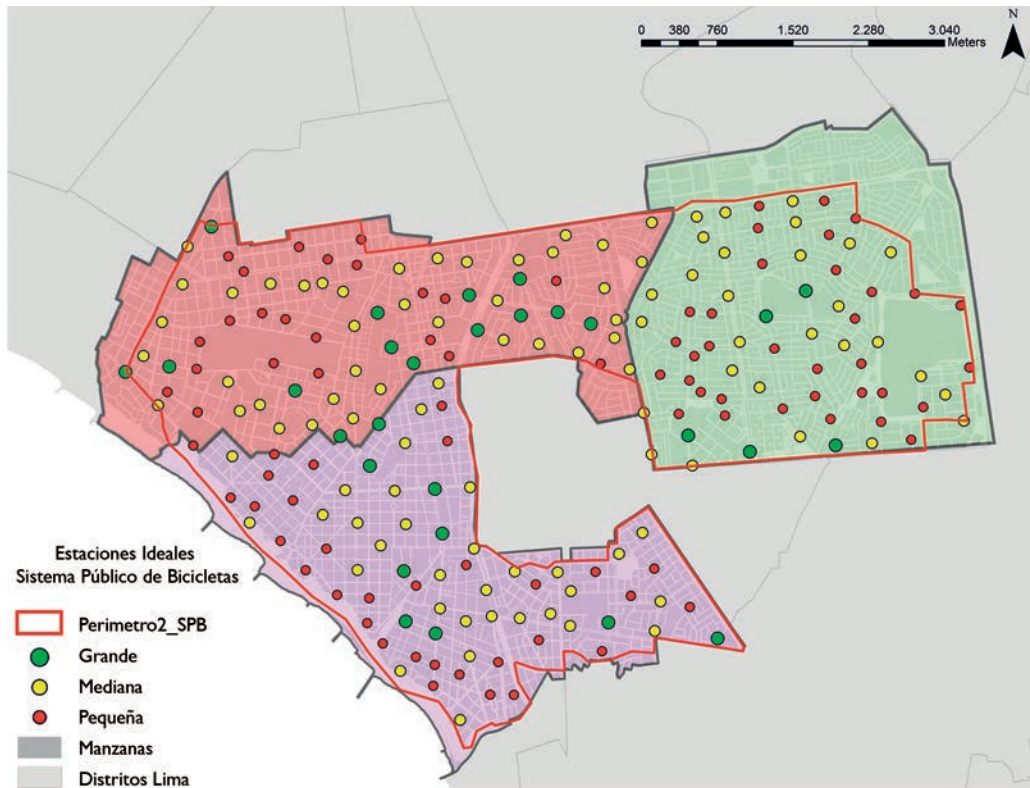 N
0 380 760 1.520 2.280 3.040
Meters
Estaciones Ideales
Sistema Público de Bicicletas
Perimetro2_SPB
Grande
Mediana
Pequeña
Manzanas
Distritos Lima